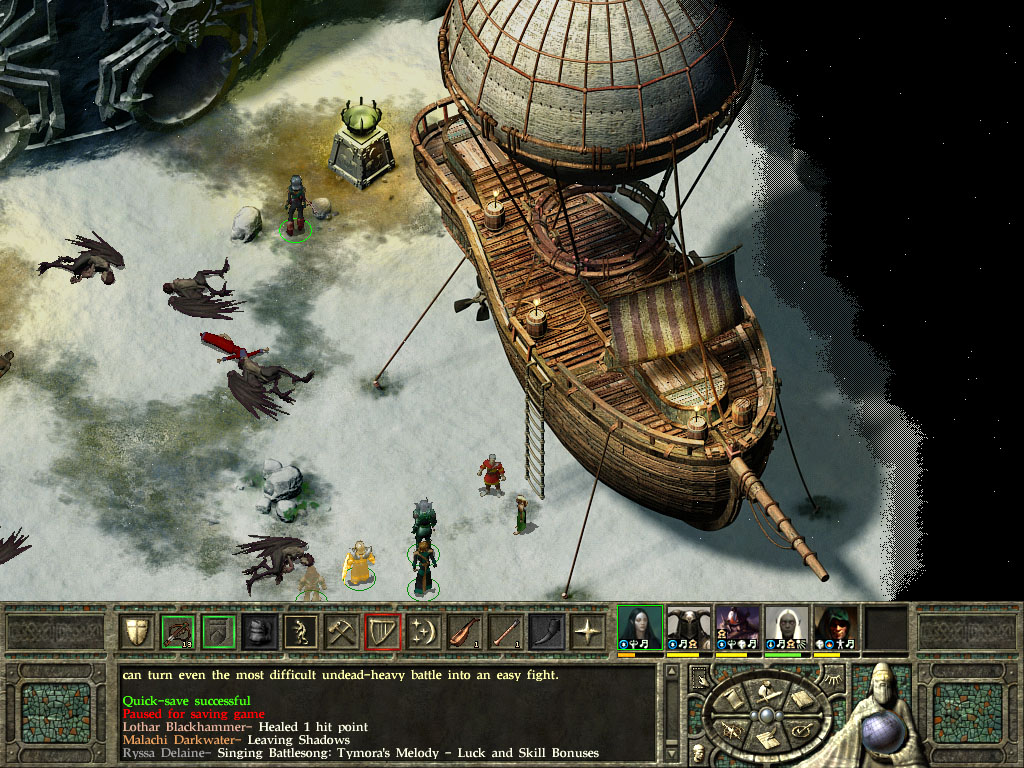 13
1
1
can turn even the most difficult undead-heavy battle into an easy fight.
Quick-save successful
Paused for saving game
Lothar Blackhammer- Healed 1 hit point
Malachi Darkwater- Leaving Shadows
Ryssa Delaine- Singing Battlesong: Tymora's Melody - Luck and Skill Bonuses